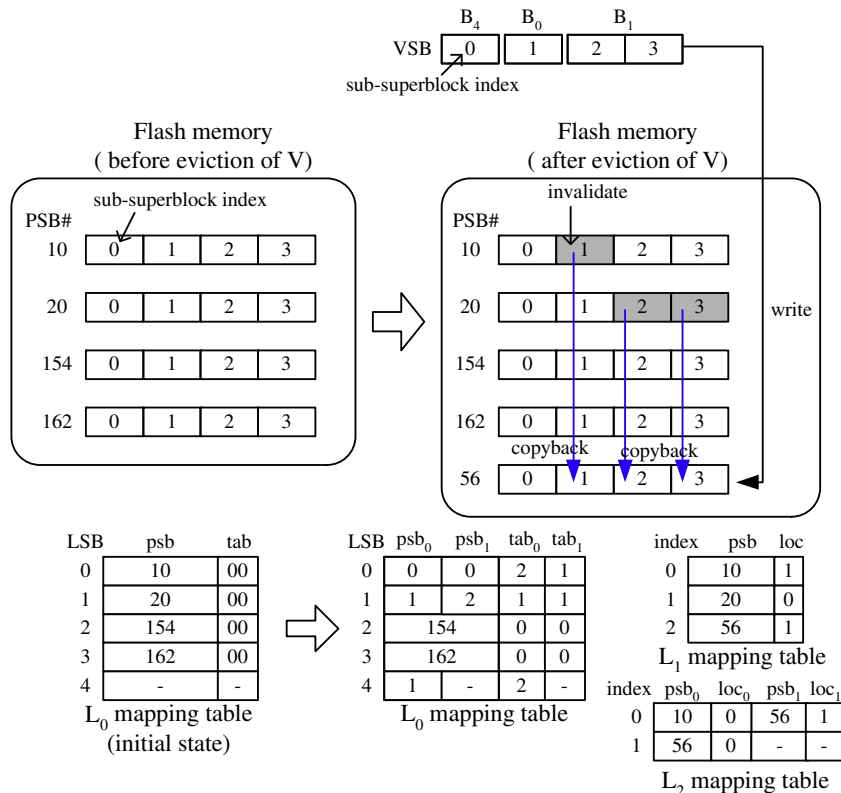 B4 B0 B1
VSB 0 1 2 3
sub-superblock index
Flash memory
( before eviction of V)
Flash memory
( after eviction of V)
sub-superblock index
PSB#
10 0 1 2 3
20 0 1 2 3
154 0 1 2 3
162 0 1 2 3
invalidate
PSB#
10 0 1 2 3
20 0 1 2 3
154 0 1 2 3
162 0 1 2 3
copyback copyback
56 0 1 2 3
write
LSB psb tab
0 10 00
1 20 00
2 154 00
3 162 00
4 - -
L0 mapping table
(initial state)
LSB psb0 psb1 tab0 tab1
0 0 0 2 1
1 1 2 1 1
2 154 0 0
3 162 0 0
4 1 - 2 -
L0 mapping table
index psb loc
0 10 1
1 20 0
2 56 1
L1 mapping table
index psb0 loc0 psb1 loc1
0 10 0 56 1
1 56 0 - -
L2 mapping table